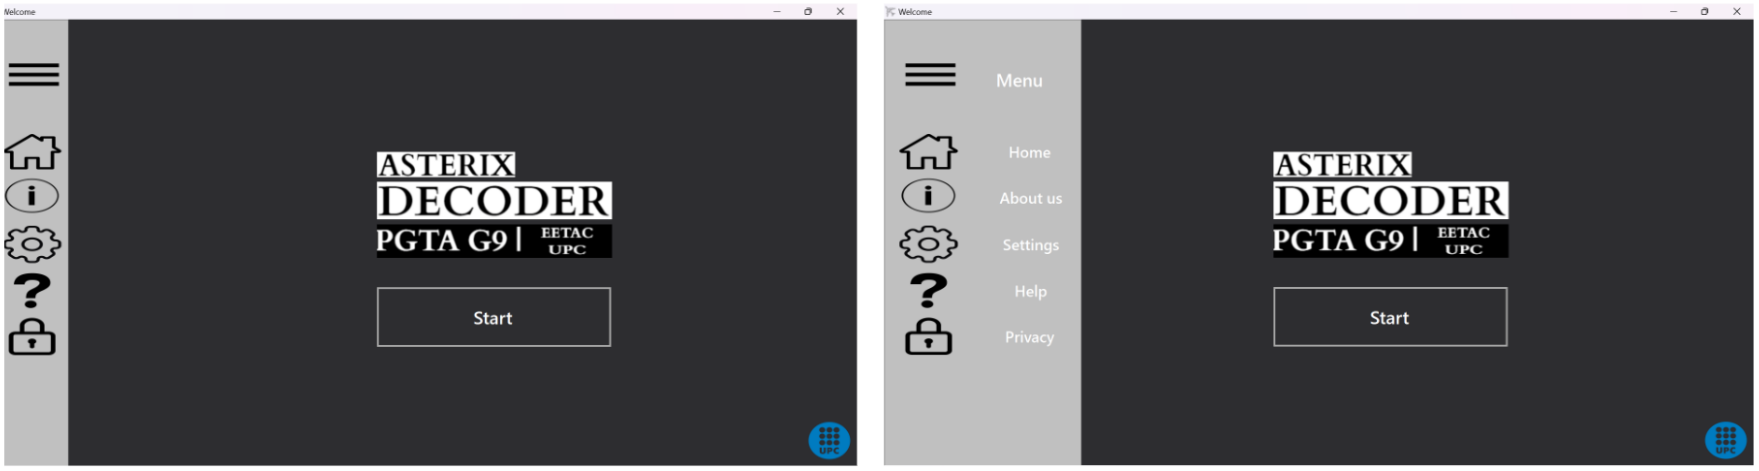 Welcome
ASTERIX
DECODER
PGTA G9 | EETAC
UPC
Start
UPC
Welcome
Menu
Home
About us
Settings
Help
Privacy
ASTERIX
DECODER
PGTA G9 | EETAC
UPC
Start
UPC